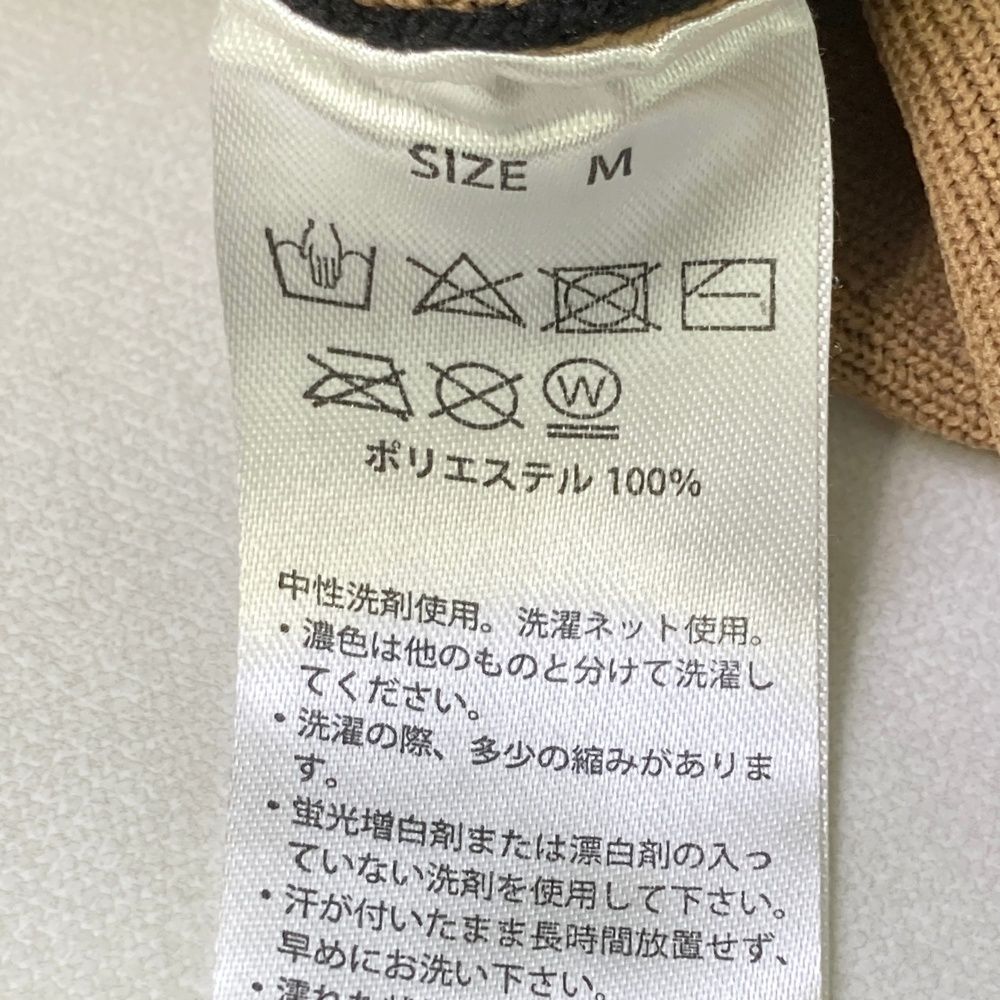 SIZE M
W
ポリエステル 100%
中性洗剤使用。洗濯ネット使用。
・濃色は他のものと分けて洗濯し
てください。
・洗濯の際、多少の縮みがありま
す。
・蛍光増白剤または漂白剤の入っ
ていない洗剤を使用して下さい。
・汗が付いたまま長時間放置せず、
早めにお洗い下さい。
・濡れた